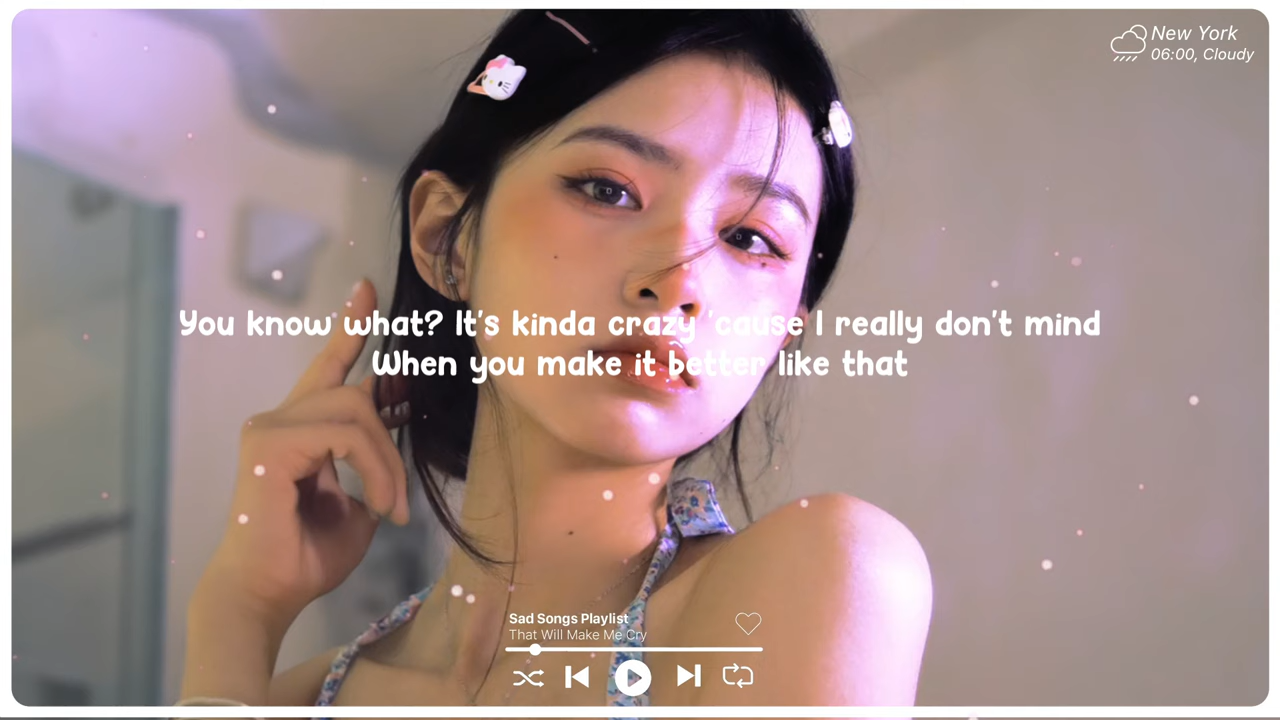 New York
06:00, Cloudy
You know what? It's kinda crazy 'cause I really don't mind
When you make it better like that
Sad Songs Playlist
That Will Make Me Cry